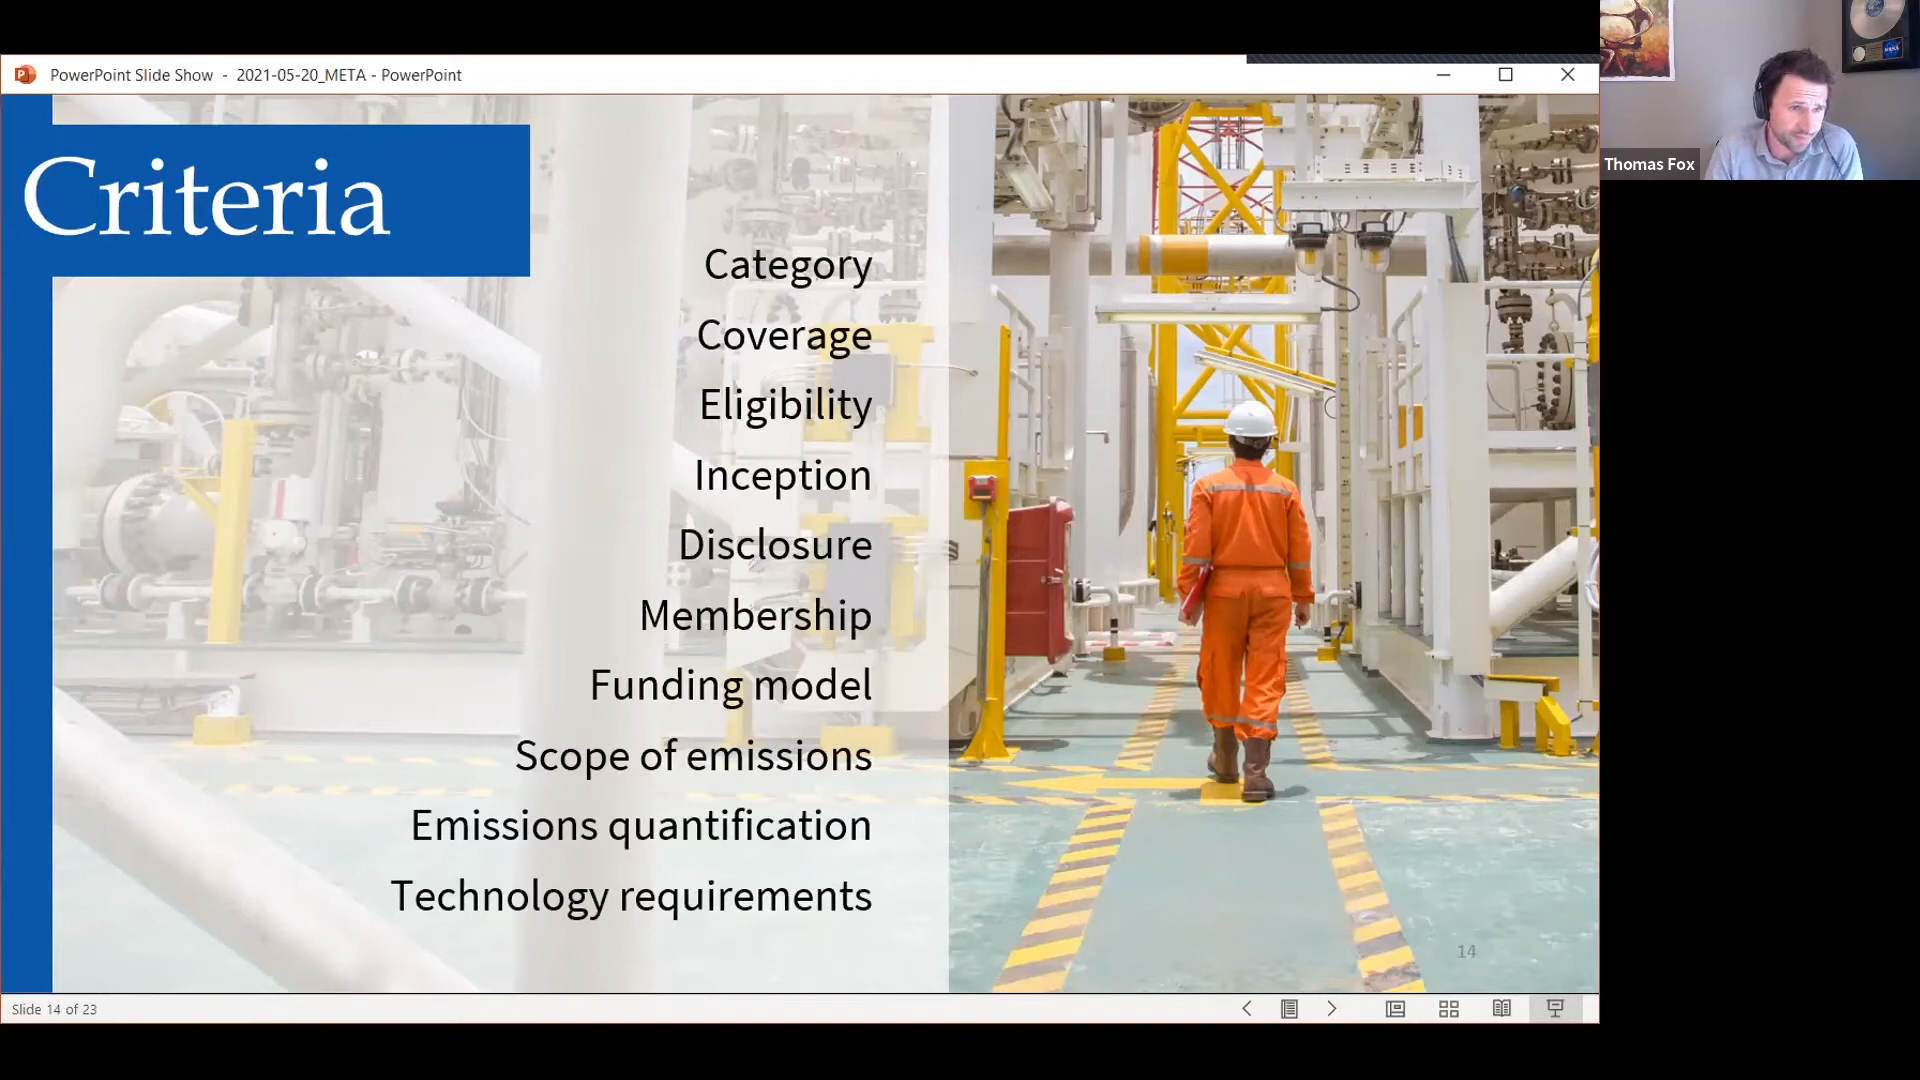 PowerPoint Slide Show - 2021-05-20_META - PowerPoint
Criteria
Category
Coverage
Eligibility
Inception
Disclosure
Membership
Funding model
Scope of emissions
Emissions quantification
Technology requirements
14
Slide 14 of 23
Thomas Fox
NASA